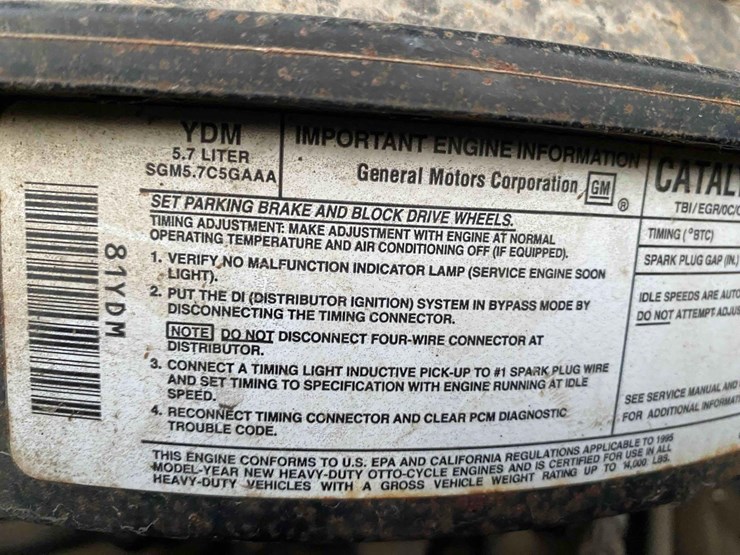 YDM
5.7 LITER
SGM5.7C5GAAA
IMPORTANT ENGINE INFORMATION
General Motors Corporation GM ®
SET PARKING BRAKE AND BLOCK DRIVE WHEELS.
TIMING ADJUSTMENT: MAKE ADJUSTMENT WITH ENGINE AT NORMAL
OPERATING TEMPERATURE AND AIR CONDITIONING OFF (IF EQUIPPED).
1. VERIFY NO MALFUNCTION INDICATOR LAMP (SERVICE ENGINE SOON
LIGHT).
2. PUT THE DI (DISTRIBUTOR IGNITION) SYSTEM IN BYPASS MODE BY
DISCONNECTING THE TIMING CONNECTOR.
NOTE DO NOT DISCONNECT FOUR-WIRE CONNECTOR AT
DISTRIBUTOR.
3. CONNECT A TIMING LIGHT INDUCTIVE PICK-UP TO #1 SPARK PLUG WIRE
AND SET TIMING TO SPECIFICATION WITH ENGINE RUNNING AT IDLE
SPEED.
4. RECONNECT TIMING CONNECTOR AND CLEAR PCM DIAGNOSTIC
TROUBLE CODE.
THIS ENGINE CONFORMS TO U.S. EPA AND CALIFORNIA REGULATIONS APPLICABLE TO 1995
MODEL-YEAR NEW HEAVY-DUTY OTTO-CYCLE ENGINES AND IS CERTIFIED FOR USE IN ALL
HEAVY-DUTY VEHICLES WITH A GROSS VEHICLE WEIGHT RATING UP TO 14,000 LBS.
81YDM
CATAL
TBI/EGR/OC/
TIMING (°BTC)
SPARK PLUG GAP (IN.)
IDLE SPEEDS ARE AUTO
DO NOT ATTEMPT ADJUS
SEE SERVICE MANUAL AND
FOR ADDITIONAL INFORMAT